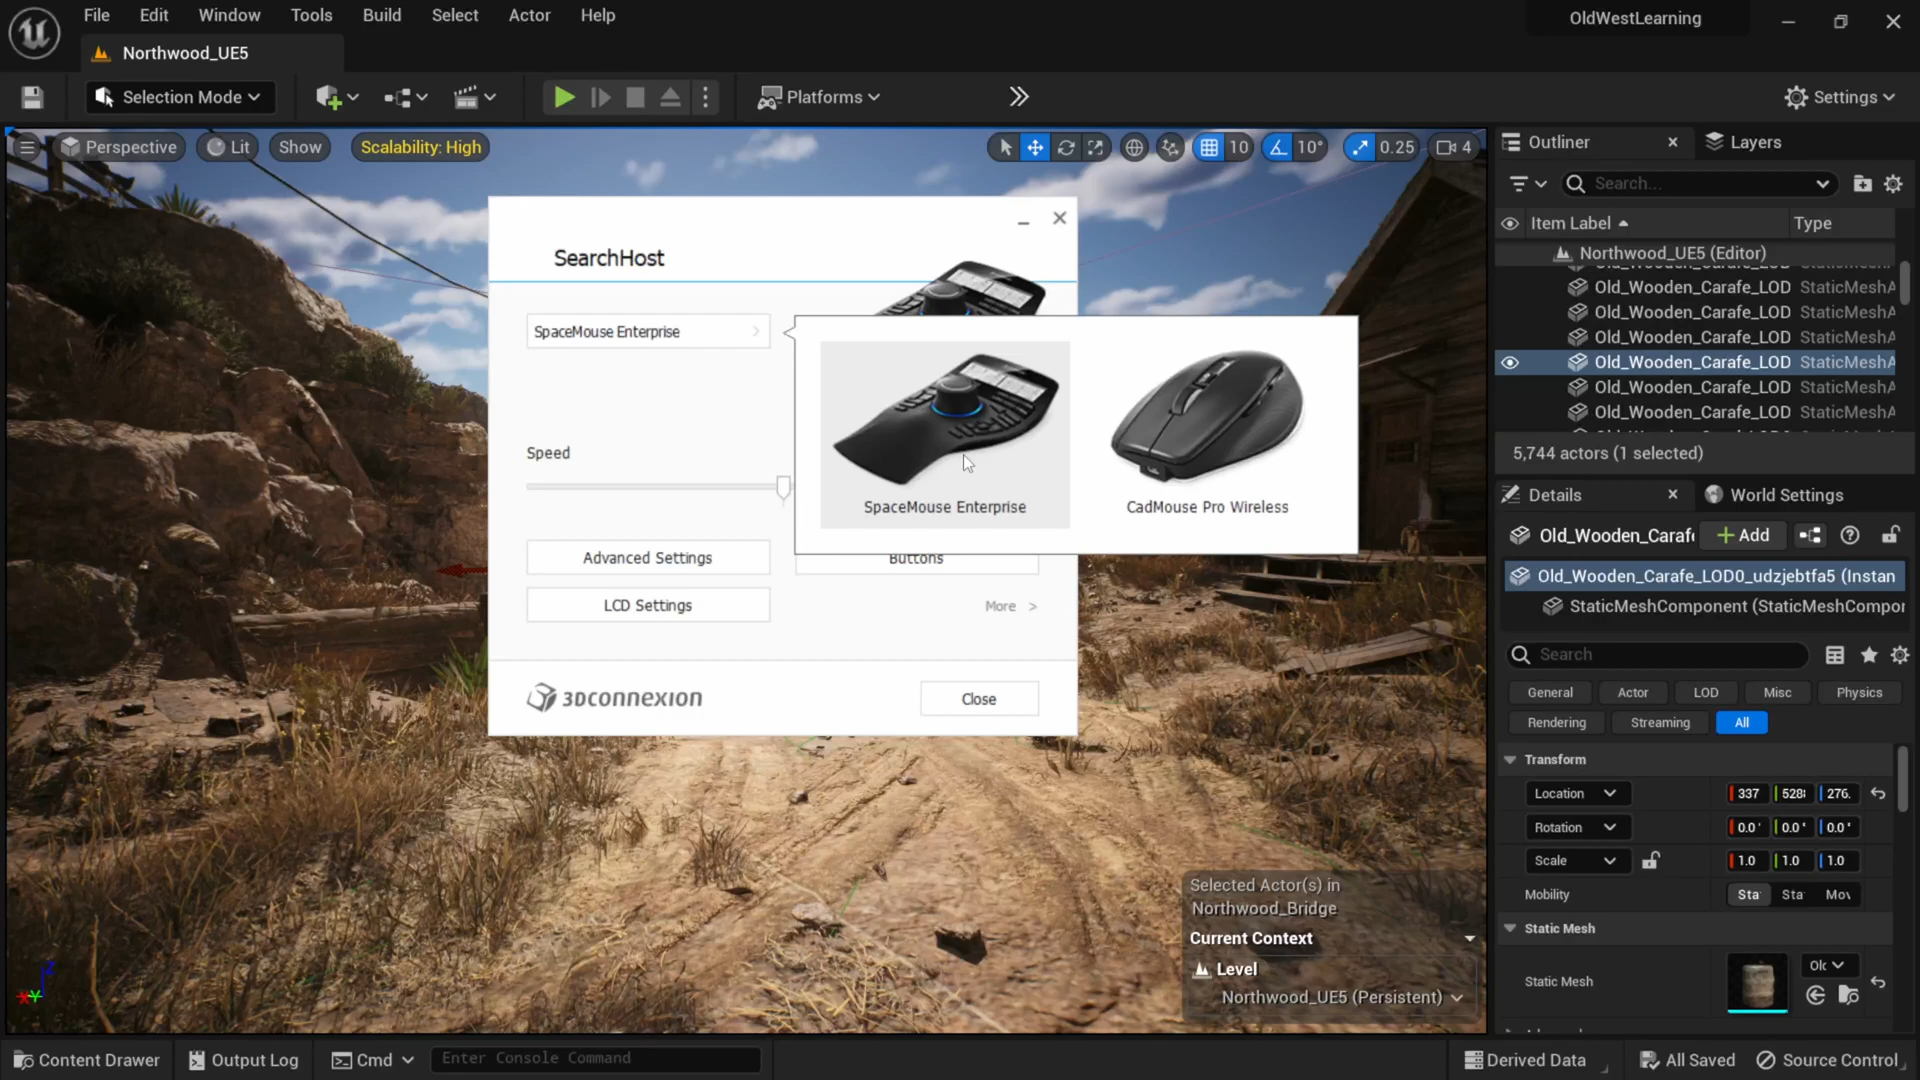 File Edit Window Tools Build Select Actor Help
OldWestLearning
Northwood_UE5
Selection Mode
Platforms
Settings
Perspective
Lit
Show
Scalability: High
10
10°
0.25
4
SearchHost
SpaceMouse Enterprise
SpaceMouse Enterprise
CadMouse Pro Wireless
Speed
Advanced Settings
Buttons
LCD Settings
More >
3Dconnexion
Close
Selected Actor(s) in
Northwood_Bridge
Current Context
Level
Northwood_UE5 (Persistent)
Z
X
Y
Outliner
Layers
Search...
Item Label
Type
Northwood_UE5 (Editor)
Old_Wooden_Carafe_LOD StaticMeshA
Old_Wooden_Carafe_LOD StaticMeshA
Old_Wooden_Carafe_LOD StaticMeshA
Old_Wooden_Carafe_LOD StaticMeshA
Old_Wooden_Carafe_LOD StaticMeshA
Old_Wooden_Carafe_LOD StaticMeshA
5,744 actors (1 selected)
Details
World Settings
Old_Wooden_Carafe
Add
Old_Wooden_Carafe_LOD0_udzjebtfa5 (Instan
StaticMeshComponent (StaticMeshCompor
Search
General Actor LOD Misc Physics
Rendering Streaming All
Transform
Location 337 528 276.
Rotation 0.0° 0.0° 0.0°
Scale 1.0 1.0 1.0
Mobility Sta Sta Mov
Static Mesh
Static Mesh
Old
Content Drawer
Output Log
Cmd
Enter Console Command
Derived Data
All Saved
Source Control